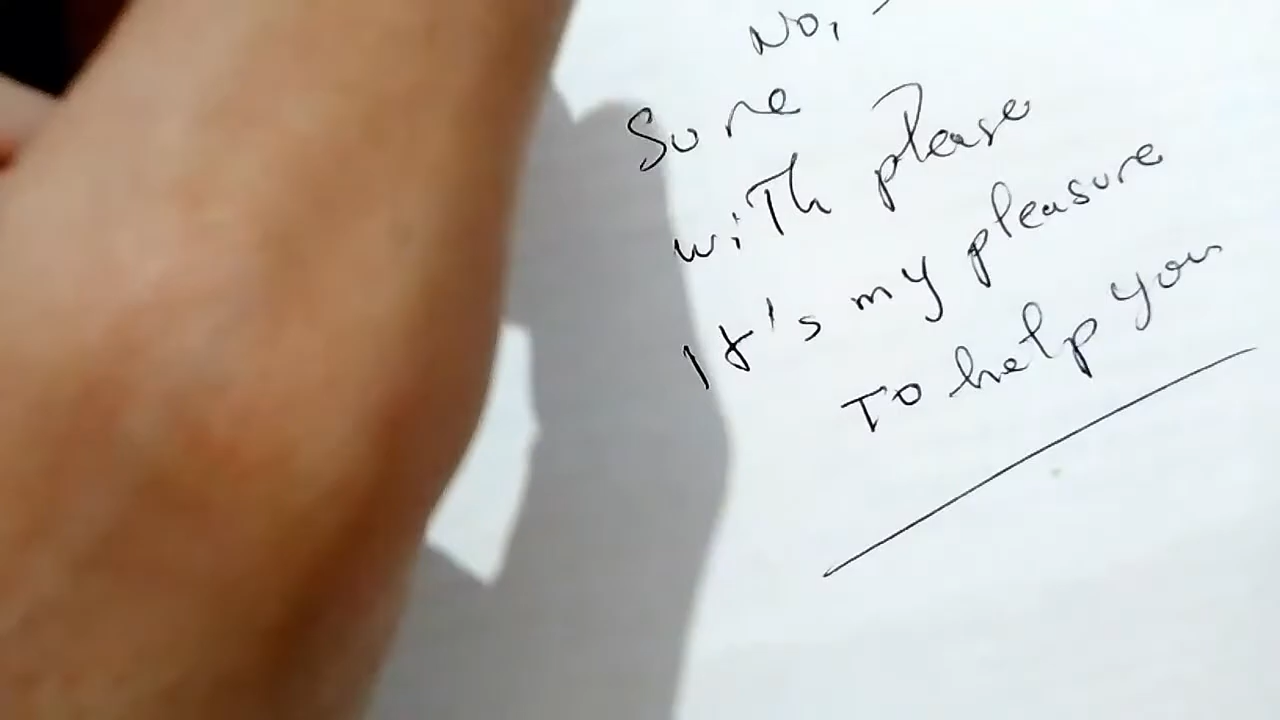 No,
Sure
with please
It's my pleasure
To help you